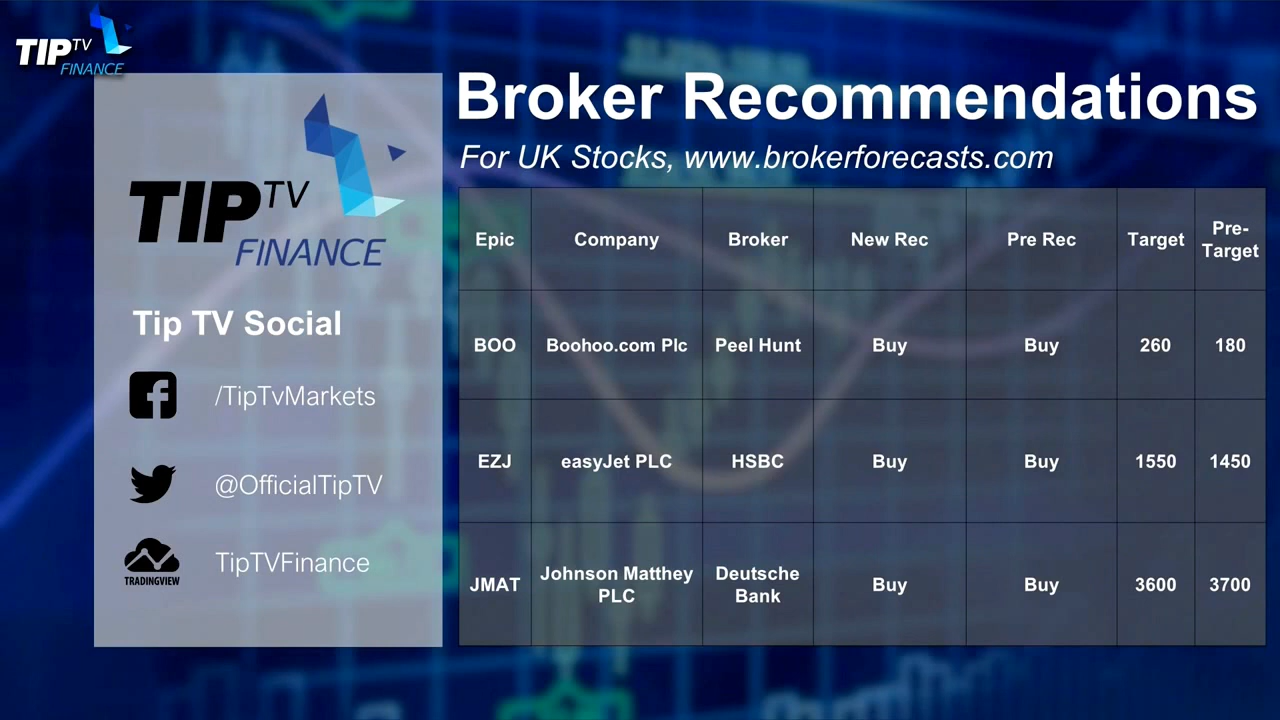 TIP TV
FINANCE
TIP TV
FINANCE
Tip TV Social
/TipTvMarkets
@OfficialTipTV
TRADINGVIEW
TipTVFinance
Broker Recommendations
For UK Stocks, www.brokerforecasts.com
Epic Company Broker New Rec Pre Rec Target Pre-
Target
BOO Boohoo.com Plc Peel Hunt Buy Buy 260 180
EZJ easyJet PLC HSBC Buy Buy 1550 1450
JMAT Johnson Matthey PLC Deutsche Bank Buy Buy 3600 3700